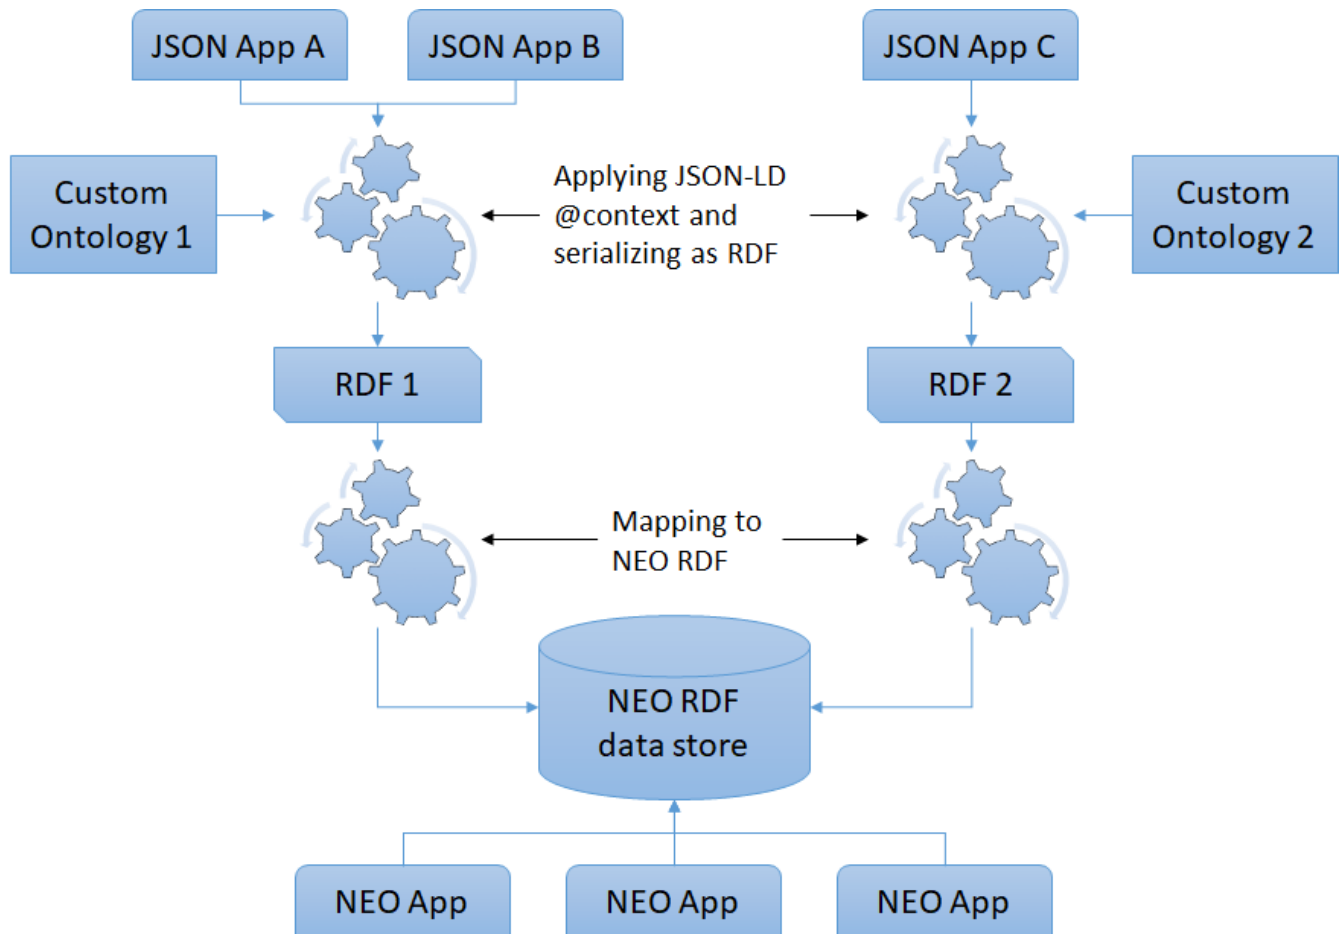 JSON App A
JSON App B
JSON App C
Custom
Ontology 1
Applying JSON-LD
@context and
serializing as RDF
Custom
Ontology 2
RDF 1
RDF 2
Mapping to
NEO RDF
NEO RDF
data store
NEO App
NEO App
NEO App